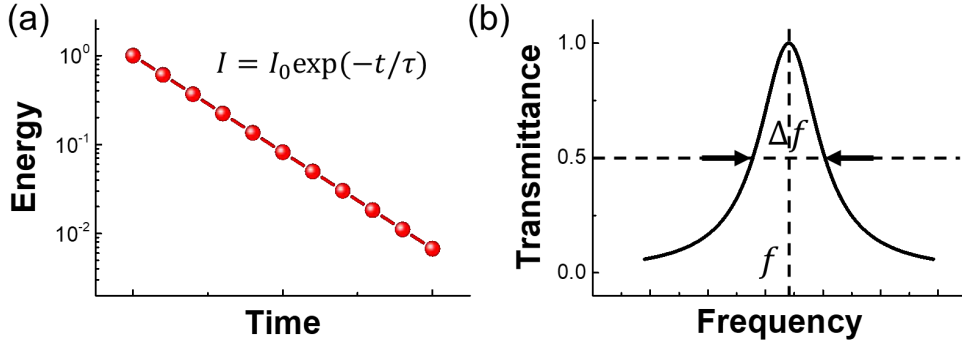 (a)
Energy
10⁰
10⁻¹
10⁻²
I = I₀exp(−t/τ)
Time
(b)
Transmittance
1.0
0.5
0.0
Δf
f
Frequency